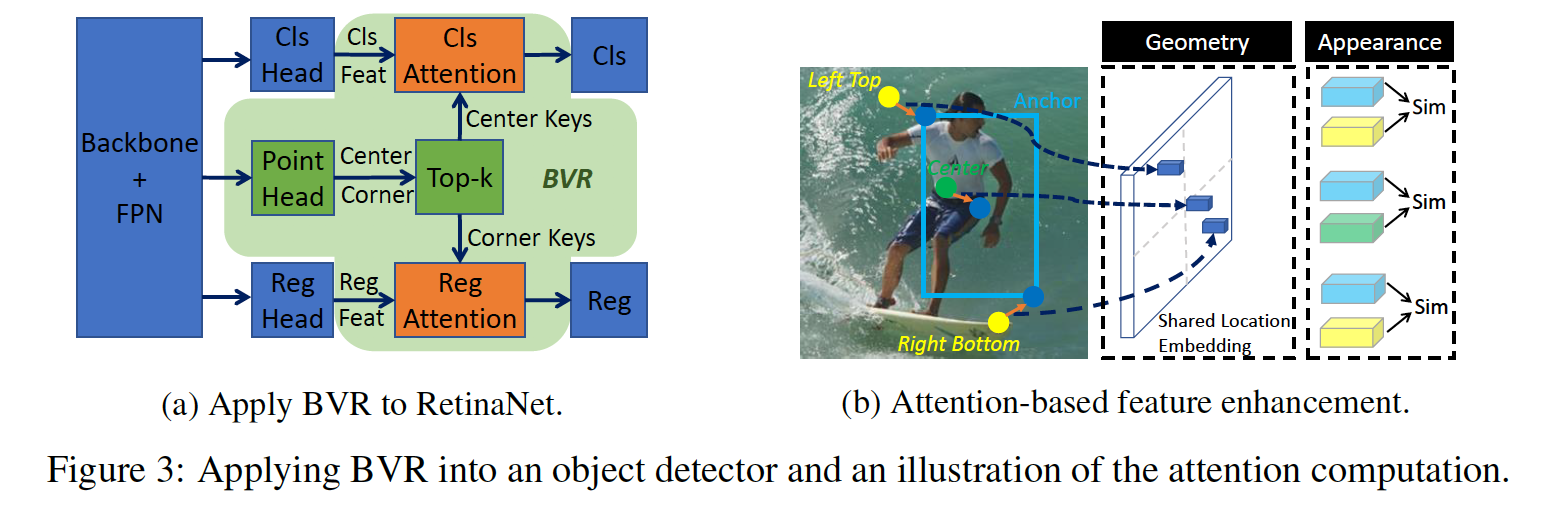 Backbone
+
FPN
Cls
Head
Cls
Feat
Cls
Attention
Cls
Center Keys
Point
Head
Center
Corner
Top-k
BVR
Corner Keys
Reg
Head
Reg
Feat
Reg
Attention
Reg
(a) Apply BVR to RetinaNet.
Geometry
Appearance
Left Top
Anchor
Center
Right Bottom
Shared Location
Embedding
Sim
Sim
Sim
(b) Attention-based feature enhancement.
Figure 3: Applying BVR into an object detector and an illustration of the attention computation.